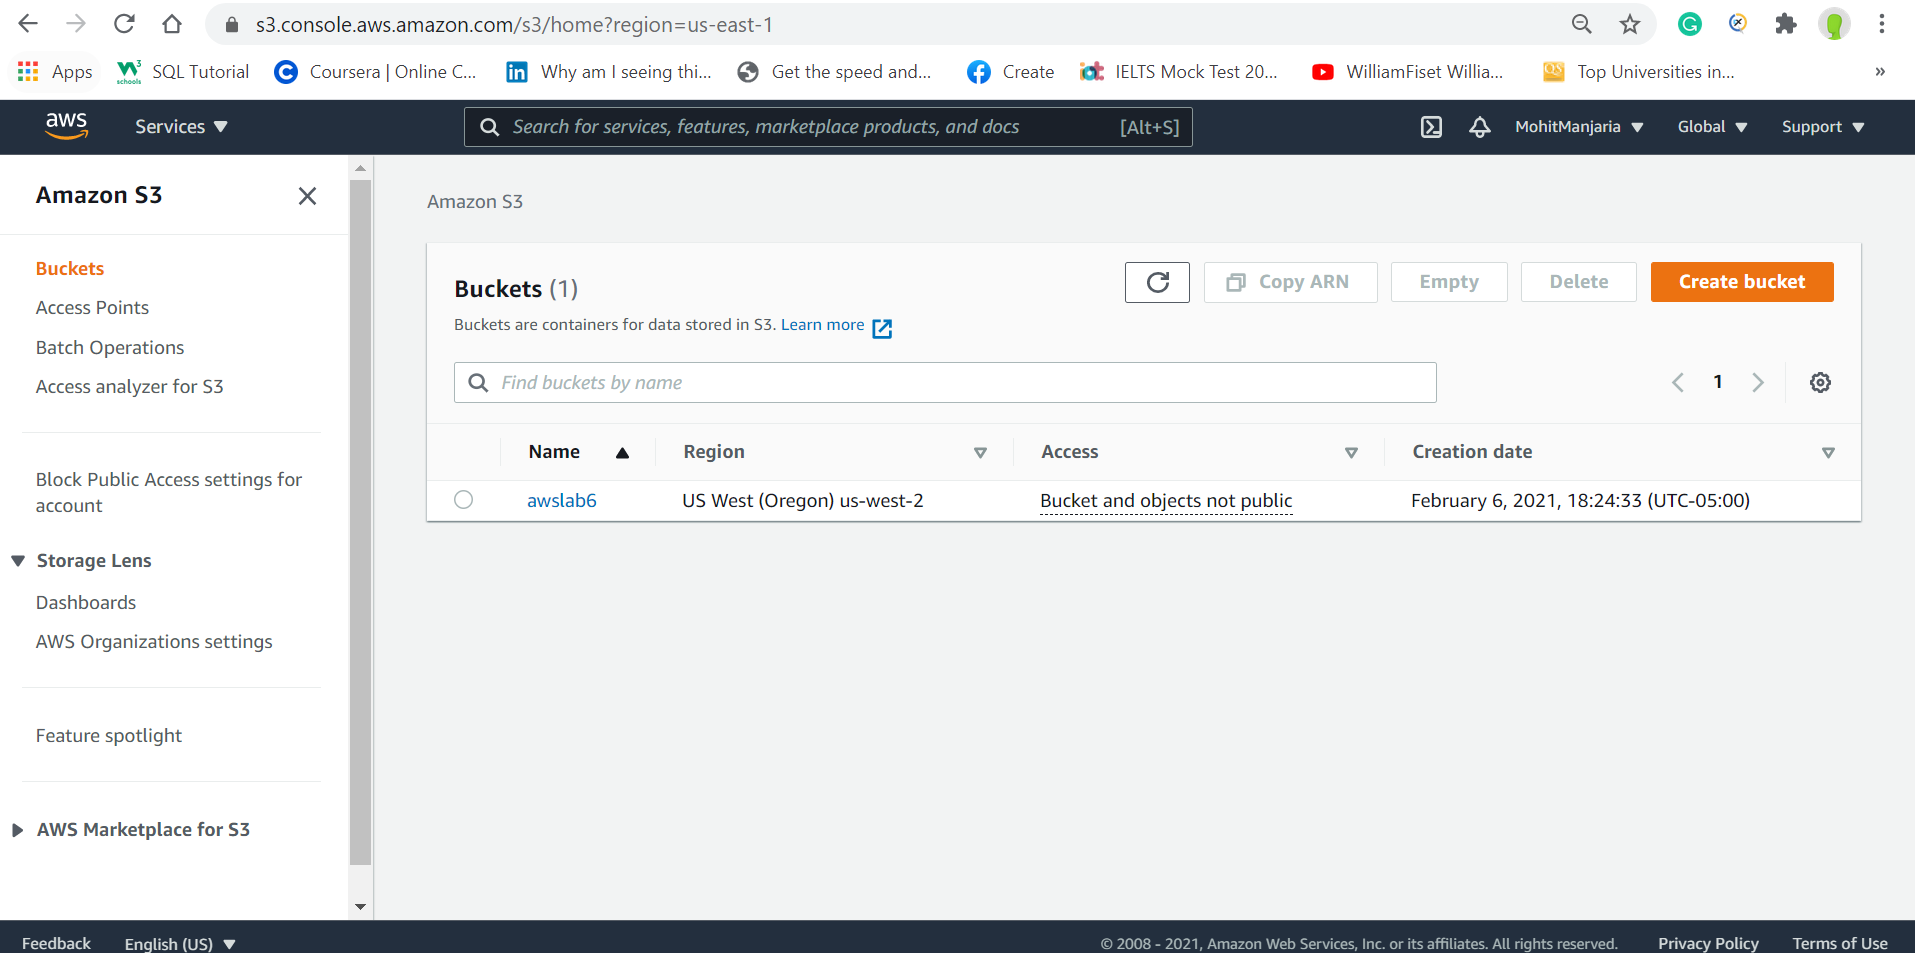 s3.console.aws.amazon.com/s3/home?region=us-east-1
Apps
W3 schools
SQL Tutorial
Coursera | Online C...
Why am I seeing thi...
Get the speed and...
Create
IELTS Mock Test 20...
WilliamFiset Willia...
Top Universities in...
»
aws
Services
Search for services, features, marketplace products, and docs
[Alt+S]
MohitManjaria
Global
Support
Amazon S3
Buckets
Access Points
Batch Operations
Access analyzer for S3
Block Public Access settings for
account
Storage Lens
Dashboards
AWS Organizations settings
Feature spotlight
AWS Marketplace for S3
Amazon S3
Buckets (1)
Copy ARN
Empty
Delete
Create bucket
Buckets are containers for data stored in S3. Learn more
Find buckets by name
1
Name Region Access Creation date
awslab6 US West (Oregon) us-west-2 Bucket and objects not public February 6, 2021, 18:24:33 (UTC-05:00)
Feedback
English (US)
© 2008 - 2021, Amazon Web Services, Inc. or its affiliates. All rights reserved.
Privacy Policy
Terms of Use